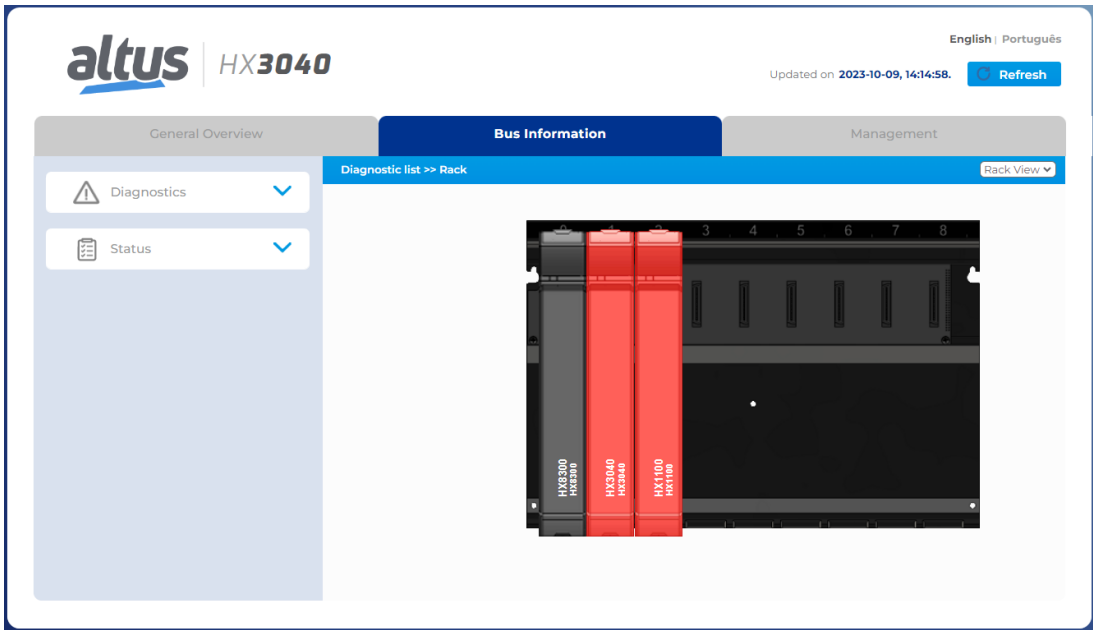 altus HX3040
English | Português
Updated on 2023-10-09, 14:14:58. Refresh
General Overview Bus Information Management
Diagnostic list >> Rack Rack View
Diagnostics
Status
3 4 5 6 7 8
HX8300
HX8300
HX3040
HX3040
HX1100
HX1100